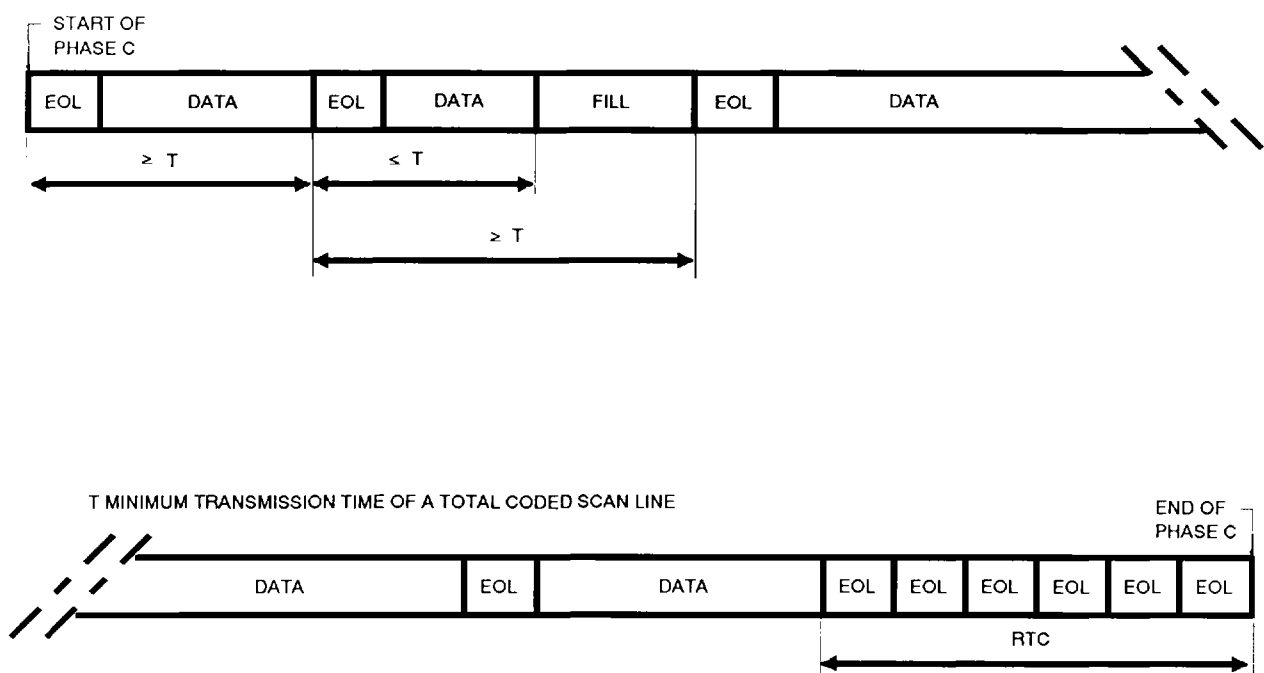 START OF
PHASE C
EOL DATA EOL DATA FILL EOL DATA
≥ T ≤ T
≥ T
T MINIMUM TRANSMISSION TIME OF A TOTAL CODED SCAN LINE
END OF
PHASE C
DATA EOL DATA EOL EOL EOL EOL EOL EOL
RTC